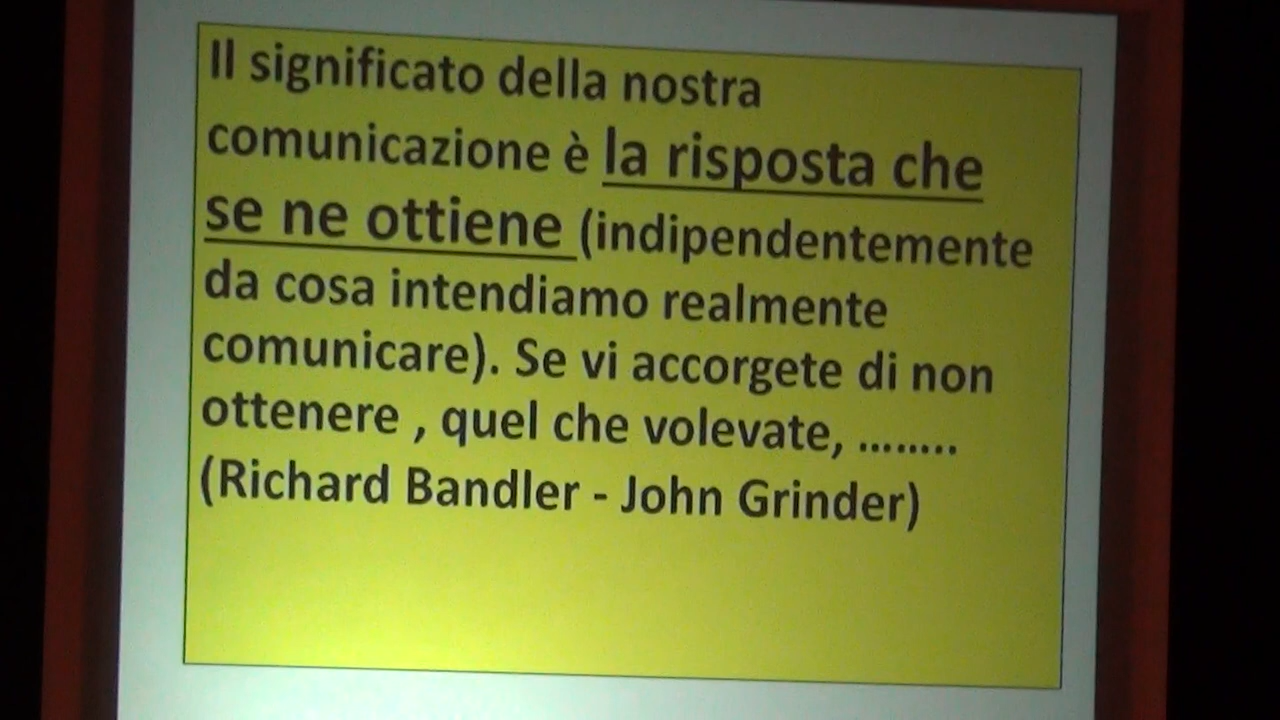 Il significato della nostra
comunicazione è la risposta che
se ne ottiene (indipendentemente
da cosa intendiamo realmente
comunicare). Se vi accorgete di non
ottenere , quel che volevate, ........
(Richard Bandler - John Grinder)